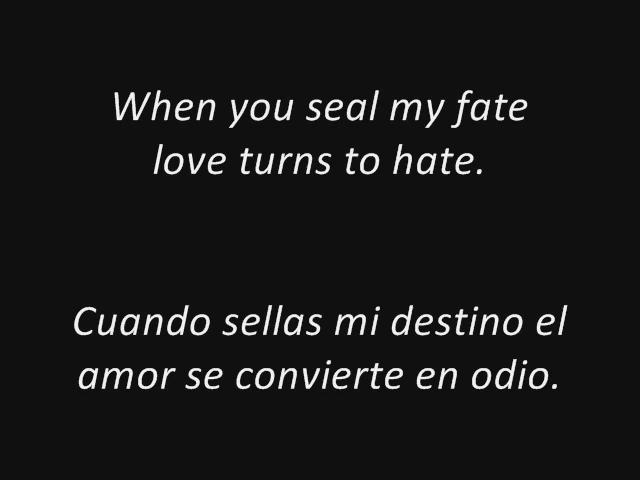 When you seal my fate
love turns to hate.
Cuando sellas mi destino el
amor se convierte en odio.